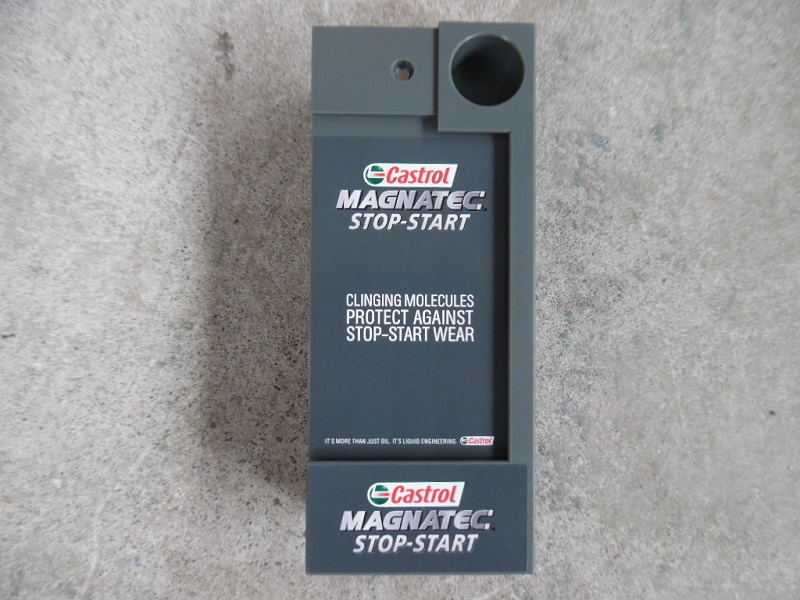 Castrol
MAGNATEC
STOP-START
CLINGING MOLECULES
PROTECT AGAINST
STOP-START WEAR
IT'S MORE THAN JUST OIL. IT'S LIQUID ENGINEERING. Castrol
Castrol
MAGNATEC
STOP-START